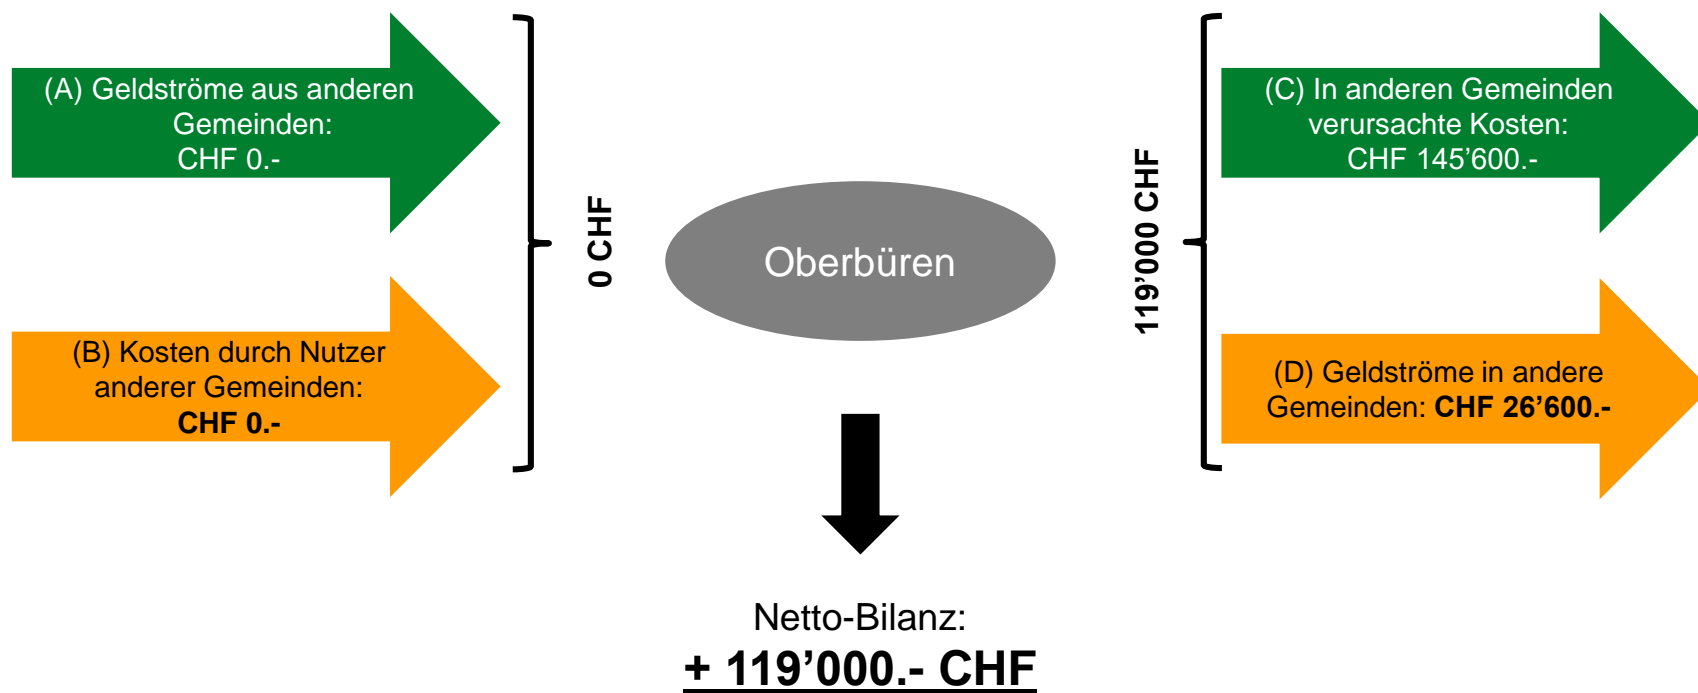 (A) Geldströme aus anderen
Gemeinden:
CHF 0.-
(B) Kosten durch Nutzer
anderer Gemeinden:
CHF 0.-
0 CHF
Oberbüren
119’000 CHF
(C) In anderen Gemeinden
verursachte Kosten:
CHF 145’600.-
(D) Geldströme in andere
Gemeinden: CHF 26’600.-
Netto-Bilanz:
+ 119’000.- CHF